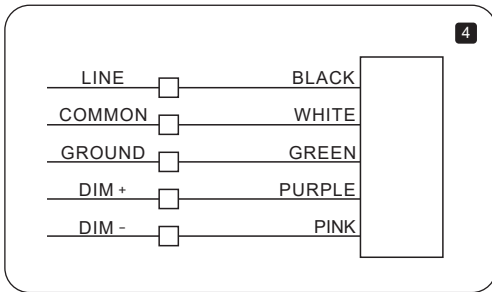 4
LINE BLACK
COMMON WHITE
GROUND GREEN
DIM + PURPLE
DIM - PINK